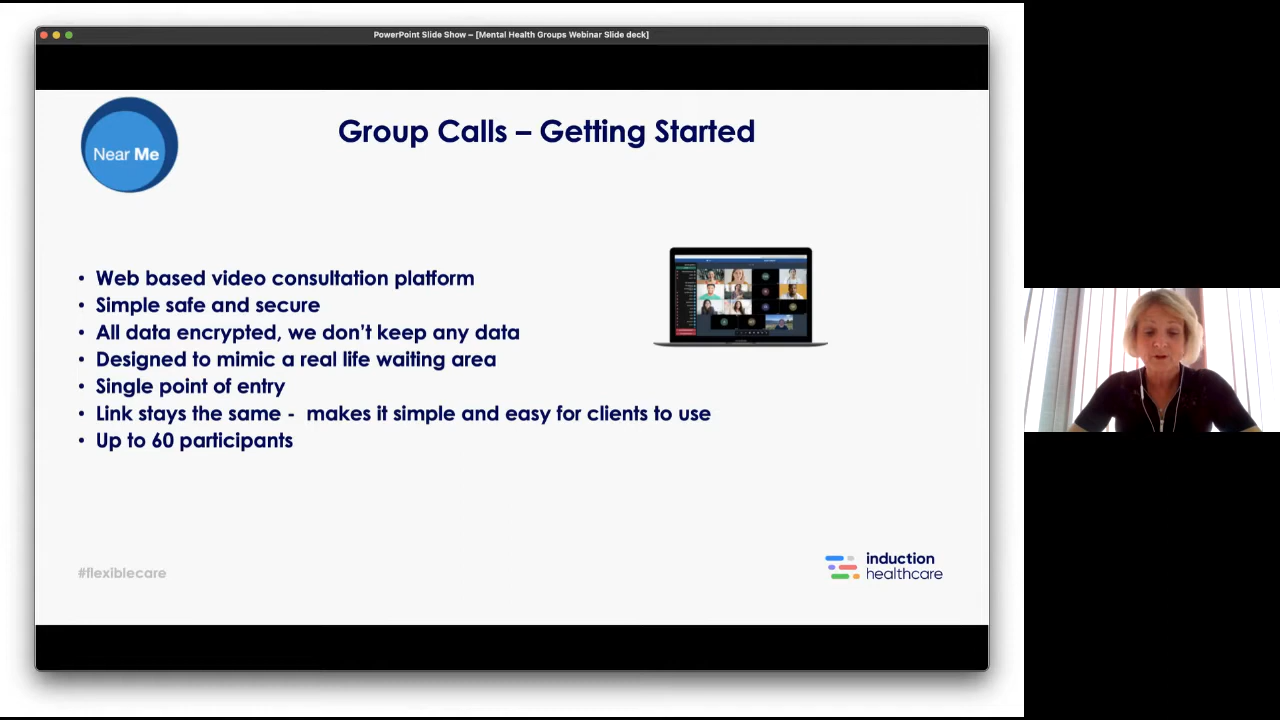 PowerPoint Slide Show – [Mental Health Groups Webinar Slide deck]
Near Me
Group Calls – Getting Started
• Web based video consultation platform
• Simple safe and secure
• All data encrypted, we don’t keep any data
• Designed to mimic a real life waiting area
• Single point of entry
• Link stays the same -  makes it simple and easy for clients to use
• Up to 60 participants
#flexiblecare
induction
healthcare